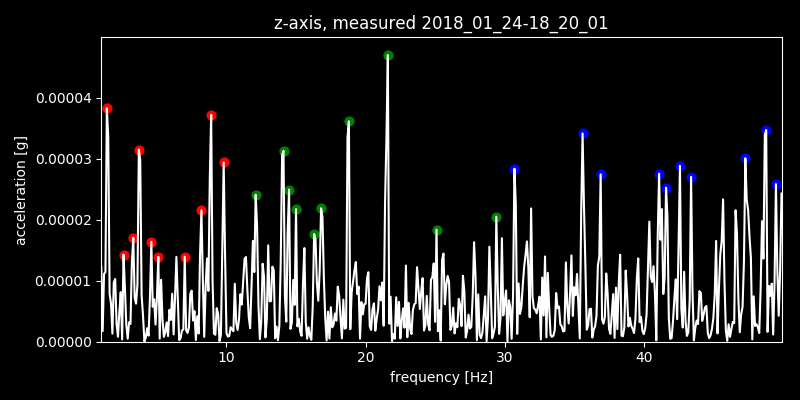 z-axis, measured 2018_01_24-18_20_01
acceleration [g]
0.00004
0.00003
0.00002
0.00001
0.00000
10 20 30 40
frequency [Hz]